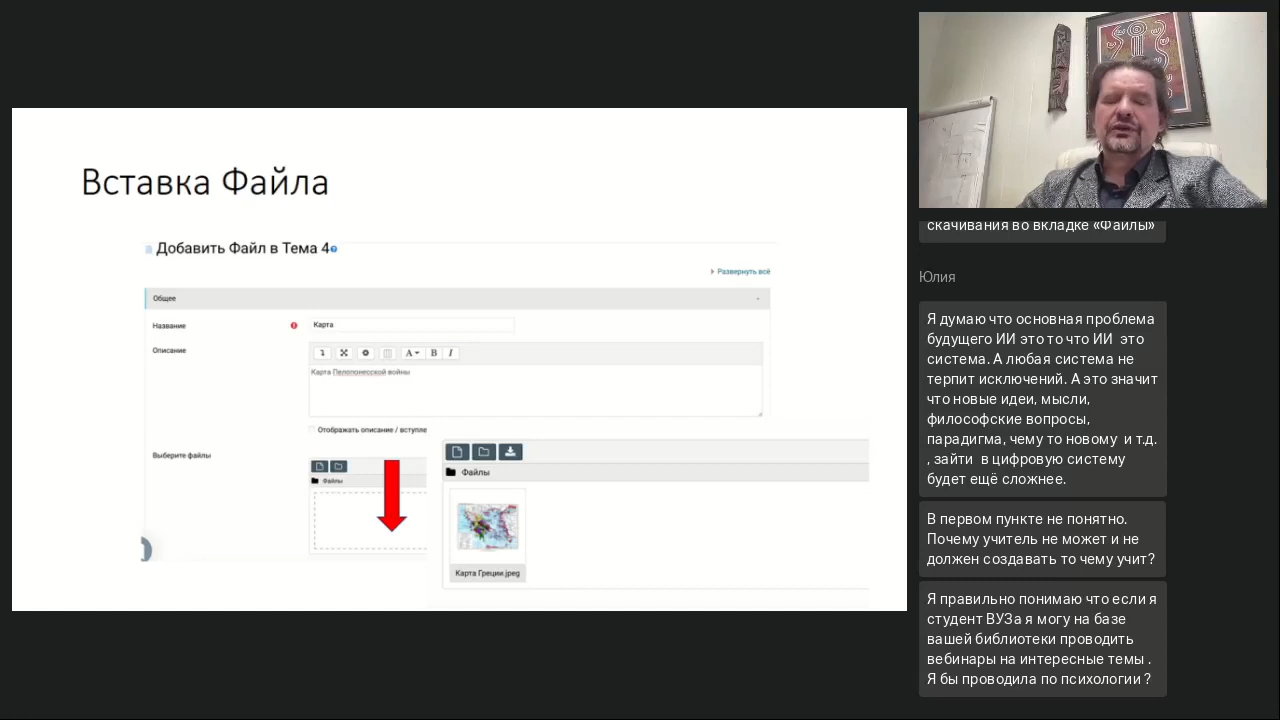 Вставка Файла
Добавить Файл в Тема 4
Развернуть всё
Общее
Название
Карта
Описание
A B I
Карта Пелопонесской войны
Отображать описание / вступле
Выберите файлы
Файлы
Файлы
Карта Греции.jpeg
скачивания во вкладке «Файлы»
Юлия
Я думаю что основная проблема
будущего ИИ это то что ИИ это
система. А любая система не
терпит исключений. А это значит
что новые идеи, мысли,
философские вопросы,
парадигма, чему то новому и т.д.
, зайти в цифровую систему
будет ещё сложнее.
В первом пункте не понятно.
Почему учитель не может и не
должен создавать то чему учит?
Я правильно понимаю что если я
студент ВУЗа я могу на базе
вашей библиотеки проводить
вебинары на интересные темы .
Я бы проводила по психологии ?